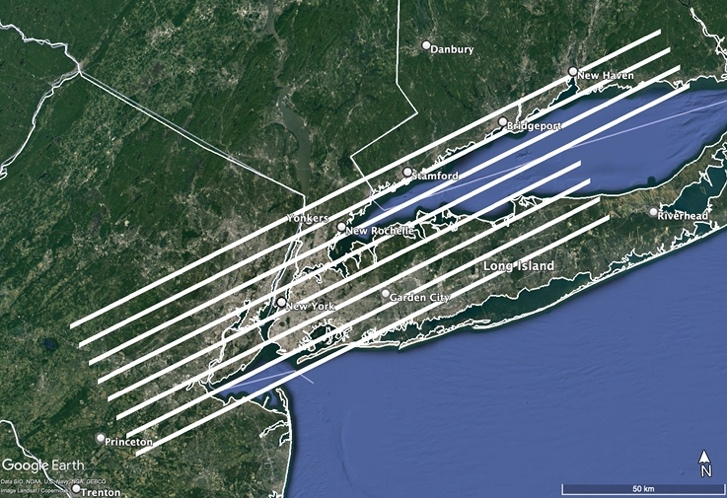 Danbury
New Haven
Bridgeport
Stamford
Yonkers
New Rochelle
Riverhead
Long Island
Garden City
New York
Princeton
Google Earth
Data SIO, NOAA, U.S. Navy, NGA, GEBCO
Image Landsat / Copernicus
Trenton
N
50 km